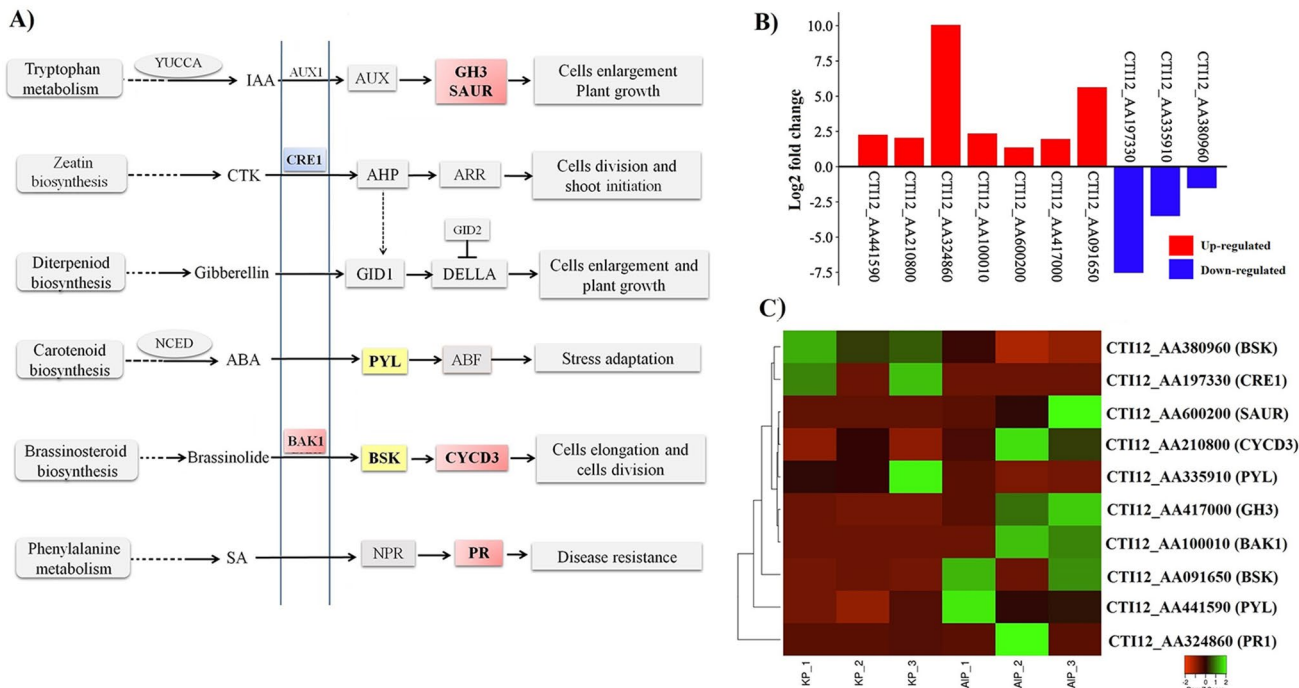 A)
Tryptophan
metabolism
YUCCA
IAA
AUX1
AUX
GH3
SAUR
Cells enlargement
Plant growth
Zeatin
biosynthesis
CTK
CRE1
AHP
ARR
Cells division and
shoot initiation
GID2
Diterpeniod
biosynthesis
Gibberellin
GID1
DELLA
Cells enlargement and
plant growth
Carotenoid
biosynthesis
NCED
ABA
PYL
ABF
Stress adaptation
Brassinosteroid
biosynthesis
Brassinolide
BAK1
BSK
CYCD3
Cells elongation and
cells division
Phenylalanine
metabolism
SA
NPR
PR
Disease resistance
B)
Log2 fold change
10.0
7.5
5.0
2.5
0.0
-2.5
-5.0
-7.5
CTI12_AA441590
CTI12_AA210800
CTI12_AA324860
CTI12_AA100010
CTI12_AA600200
CTI12_AA417000
CTI12_AA091650
CTI12_AA197330
CTI12_AA335910
CTI12_AA380960
Up-regulated
Down-regulated
C)
CTI12_AA380960 (BSK)
CTI12_AA197330 (CRE1)
CTI12_AA600200 (SAUR)
CTI12_AA210800 (CYCD3)
CTI12_AA335910 (PYL)
CTI12_AA417000 (GH3)
CTI12_AA100010 (BAK1)
CTI12_AA091650 (BSK)
CTI12_AA441590 (PYL)
CTI12_AA324860 (PR1)
KP_1
KP_2
KP_3
AIP_1
AIP_2
AIP_3
-2 0 2